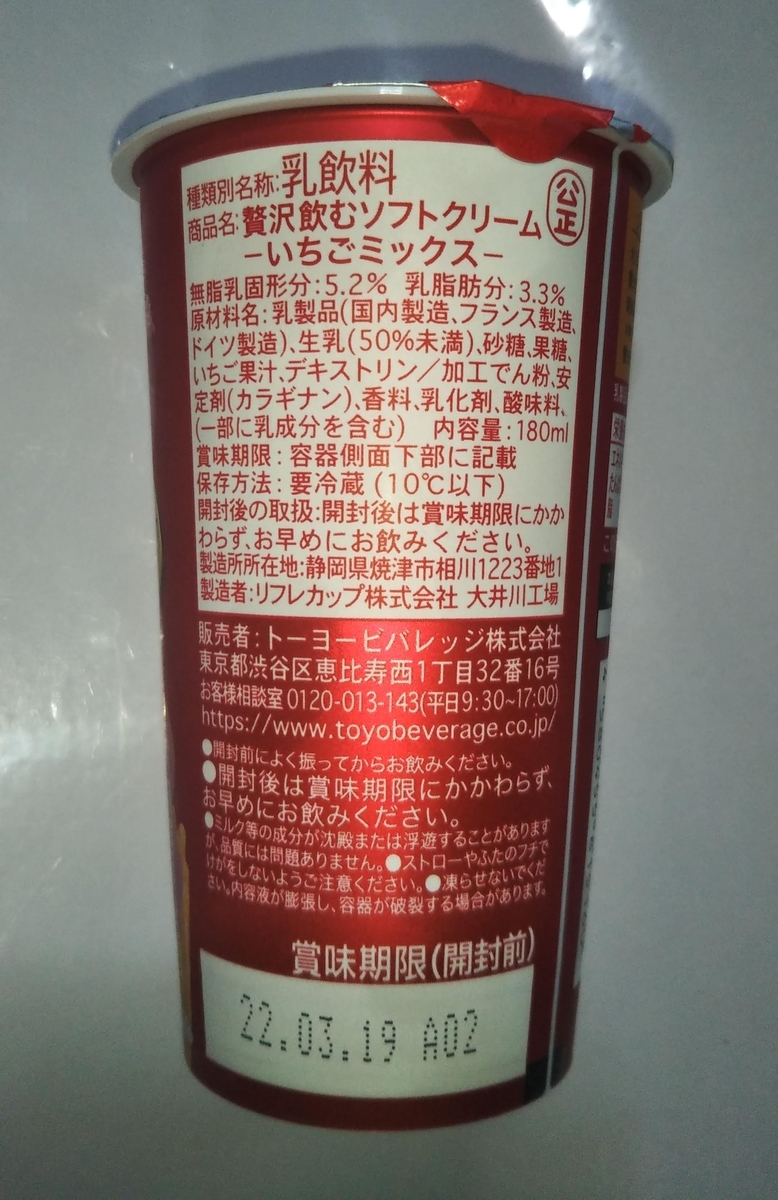 種類別名称:乳飲料
商品名:贅沢飲むソフトクリーム
公正
−いちごミックス−
無脂乳固形分:5.2% 乳脂肪分:3.3%
原材料名:乳製品(国内製造、フランス製造、
ドイツ製造)、生乳(50%未満)、砂糖、果糖、
いちご果汁、デキストリン/加工でん粉、安
定剤(カラギナン)、香料、乳化剤、酸味料、
(一部に乳成分を含む) 内容量:180ml
賞味期限:容器側面下部に記載
保存方法:要冷蔵(10℃以下)
開封後の取扱:開封後は賞味期限にかか
わらず、お早めにお飲みください。
製造所所在地:静岡県焼津市相川1223番地1
製造者:リフレカップ株式会社 大井川工場
販売者:トーヨービバレッジ株式会社
東京都渋谷区恵比寿西1丁目32番16号
お客様相談室 0120-013-143(平日9:30~17:00)
https://www.toyobeverage.co.jp/
●開封前によく振ってからお飲みください。
●開封後は賞味期限にかかわらず、
お早めにお飲みください。
●ミルク等の成分が沈殿または浮遊することがあります
が、品質には問題ありません。●ストローやふたのフチで
けがをしないようご注意ください。●凍らせないでくだ
さい。内容液が膨張し、容器が破裂する場合があります。
賞味期限(開封前)
22.03.19 A02